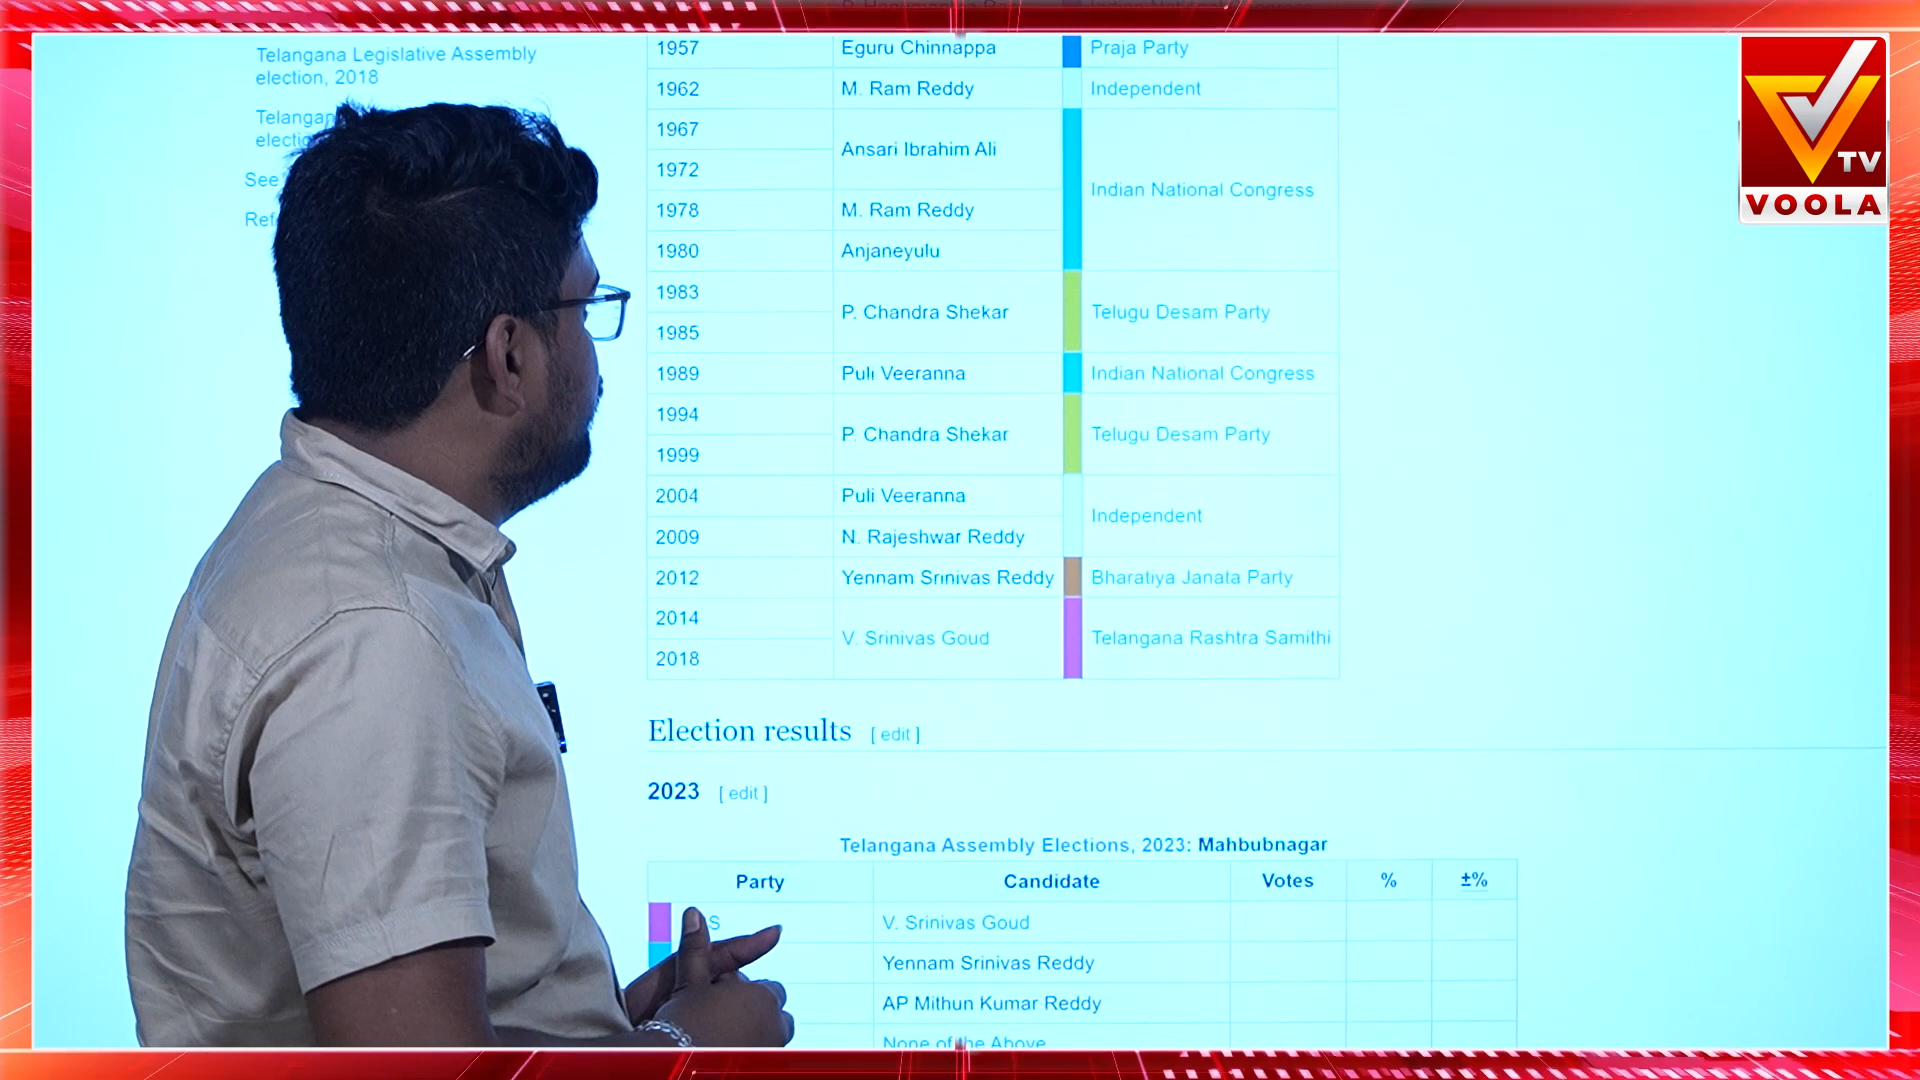 Telangana Legislative Assembly
election, 2018
Telangan
electio
See
Ref
1957 Eguru Chinnappa Praja Party
1962 M. Ram Reddy Independent
1967
Ansari Ibrahim Ali
1972
Indian National Congress
1978 M. Ram Reddy
1980 Anjaneyulu
1983
P. Chandra Shekar Telugu Desam Party
1985
1989 Puli Veeranna Indian National Congress
1994
P. Chandra Shekar Telugu Desam Party
1999
2004 Puli Veeranna
Independent
2009 N. Rajeshwar Reddy
2012 Yennam Srinivas Reddy Bharatiya Janata Party
2014
V. Srinivas Goud Telangana Rashtra Samithi
2018
Election results [ edit ]
2023 [ edit ]
Telangana Assembly Elections, 2023: Mahbubnagar
Party Candidate Votes % ±%
S V. Srinivas Goud
Yennam Srinivas Reddy
AP Mithun Kumar Reddy
None of the Above
TV
VOOLA